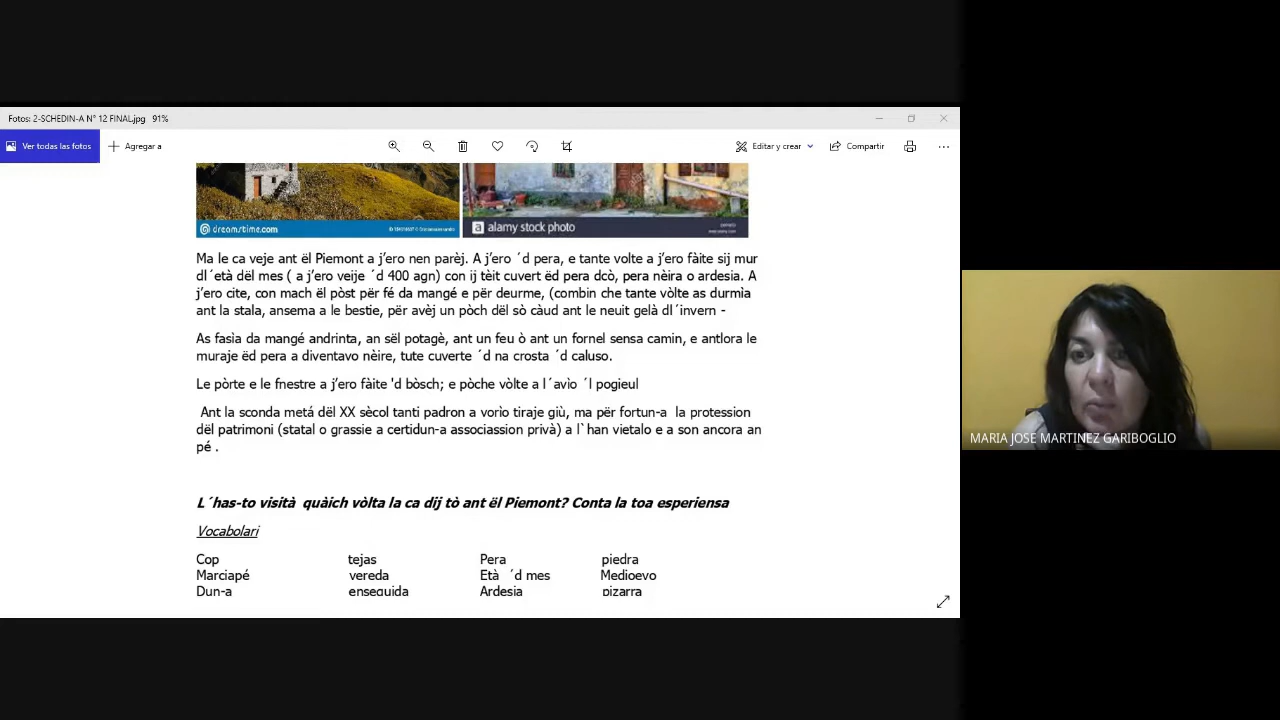 Fotos: 2-SCHEDIN-A N° 12 FINAL.jpg 91%
Ver todas las fotos
Agregar a
Editar y crear
Compartir
dreamstime.com
alamy stock photo
Ma le ca veje ant ël Piemont a j’ero nen parèj. A j’ero ´d pera, e tante volte a j’ero fàite sij mur
dl´età dël mes ( a j’ero veije ´d 400 agn) con ij tèit cuvert ëd pera dcò, pera nèira o ardesia. A
j’ero cite, con mach ël pòst për fé da mangé e për deurme, (combin che tante vòlte as durmìa
ant la stala, ansema a le bestie, për avèj un pòch dël sò càud ant le neuit gelà dl´invern -
As fasìa da mangé andrinta, an sël potagè, ant un feu ò ant un fornel sensa camin, e antlora le
muraje ëd pera a diventavo nèire, tute cuverte ´d na crosta ´d caluso.
Le pòrte e le fnestre a j’ero fàite 'd bòsch; e pòche vòlte a l´avìo ´l pogieul
Ant la sconda metá dël XX sècol tanti padron a vorìo tiraje giù, ma për fortun-a la protession
dël patrimoni (statal o grassie a certidun-a associassion privà) a l`han vietalo e a son ancora an
pé .
L´has-to visità quàich vòlta la ca dij tò ant ël Piemont? Conta la toa esperiensa
Vocabolari
Cop tejas Pera piedra
Marciapé vereda Età ´d mes Medioevo
Dun-a enseguida Ardesia pizarra
MARIA JOSE MARTINEZ GARIBOGLIO